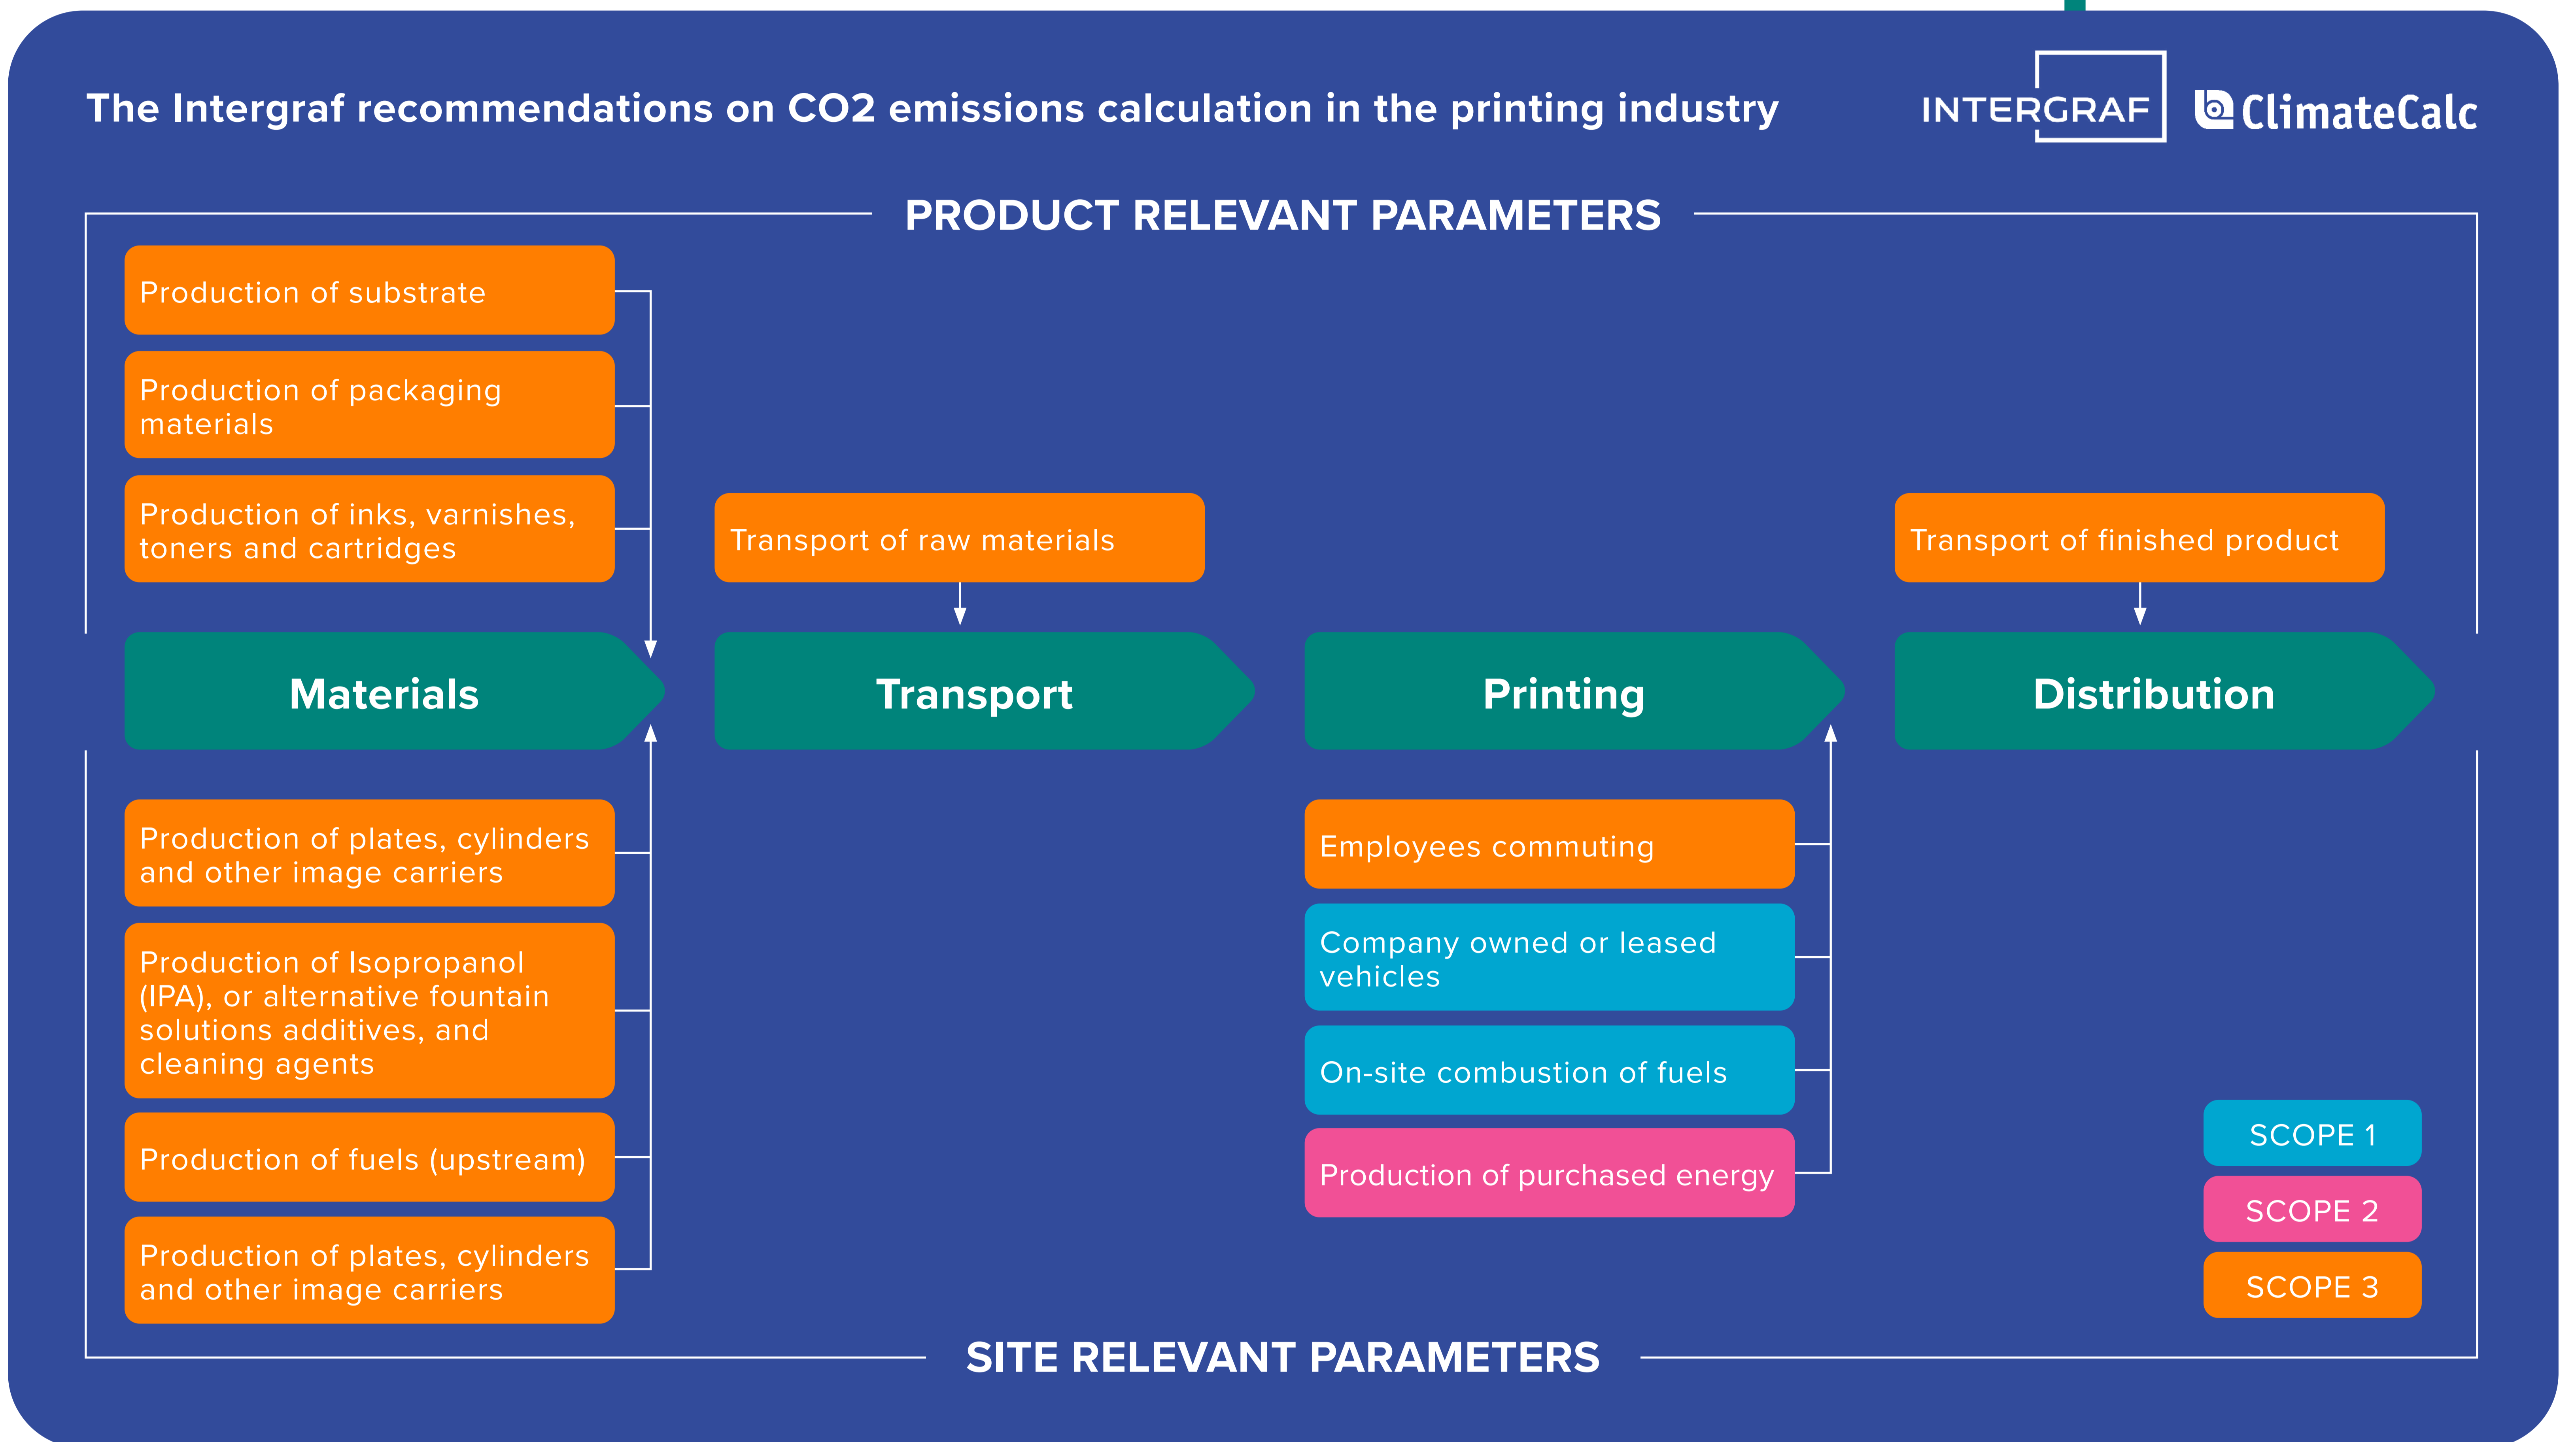 The Intergraf recommendations on CO2 emissions calculation in the printing industry
INTERGRAF
ClimateCalc
PRODUCT RELEVANT PARAMETERS
Production of substrate
Production of packaging
materials
Production of inks, varnishes,
toners and cartridges
Transport of raw materials
Transport of finished product
Materials
Transport
Printing
Distribution
Production of plates, cylinders
and other image carriers
Production of Isopropanol
(IPA), or alternative fountain
solutions additives, and
cleaning agents
Production of fuels (upstream)
Production of plates, cylinders
and other image carriers
Employees commuting
Company owned or leased
vehicles
On-site combustion of fuels
Production of purchased energy
SCOPE 1
SCOPE 2
SCOPE 3
SITE RELEVANT PARAMETERS